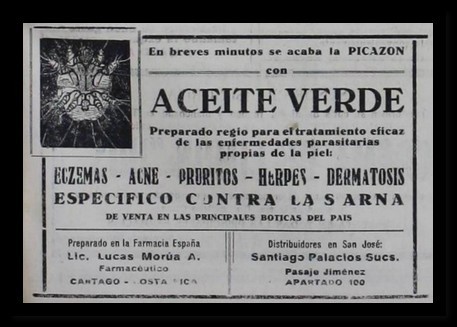 En breves minutos se acaba la PICAZON
con
ACEITE VERDE
Preparado regio para el tratamiento eficaz
de las enfermedades parasitarias
propias de la piel:
ECZEMAS - ACNE - PRURITOS - HERPES - DERMATOSIS
ESPECIFICO CONTRA LA SARNA
DE VENTA EN LAS PRINCIPALES BOTICAS DEL PAIS
Preparado en la Farmacia España
Lic. Lucas Morúa A.
Farmacéutico
CARTAGO - COSTA RICA
Distribuidores en San José:
Santiago Palacios Sucs.
Pasaje Jiménez
APARTADO 100